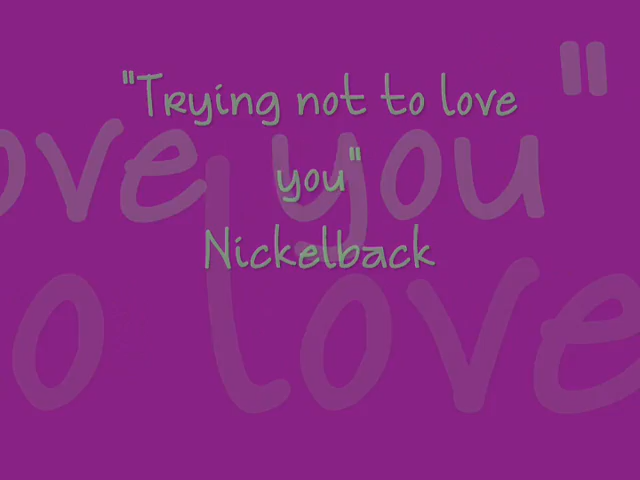 "Trying not to love
you"
Nickelback
ove you"
o love